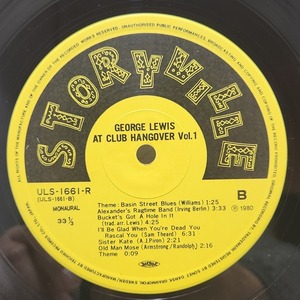 STORYVILLE
GEORGE LEWIS
AT CLUB HANGOVER Vol.1
ULS-1661-R
(ULS-1661-B)
MONAURAL
33⅓
B
Ⓟ 1980
Theme: Basin Street Blues (Williams) 1:25
Alexander's Ragtime Band (Irving Berlin) 3:33
Bucket's Got A Hole In It
(trad. arr. Lewis) 4:25
I'll Be Glad When You're Dead You
Rascal You (Sam Theard) 6:31
Sister Kate (A.J.Piron) 2:21
Old Man Mose (Armstrong/Randolph) 2:16
Theme 0:09